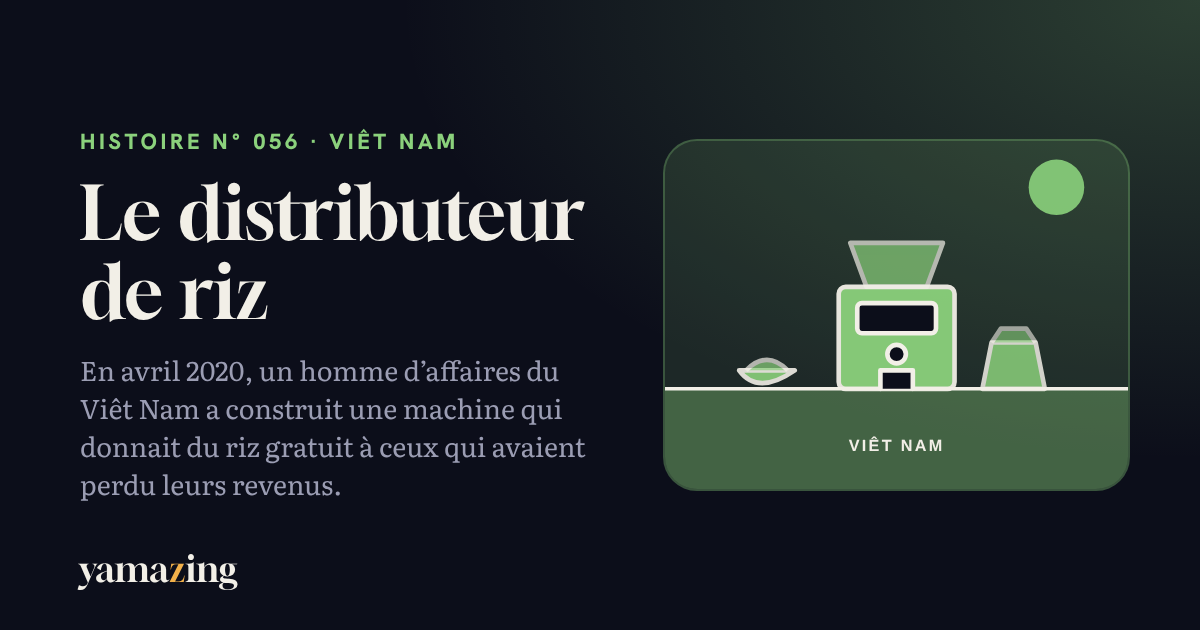 HISTOIRE N° 056 · VIÊT NAM
Le distributeur
de riz
En avril 2020, un homme d’affaires du
Viêt Nam a construit une machine qui
donnait du riz gratuit à ceux qui avaient
perdu leurs revenus.
yamazing
VIÊT NAM